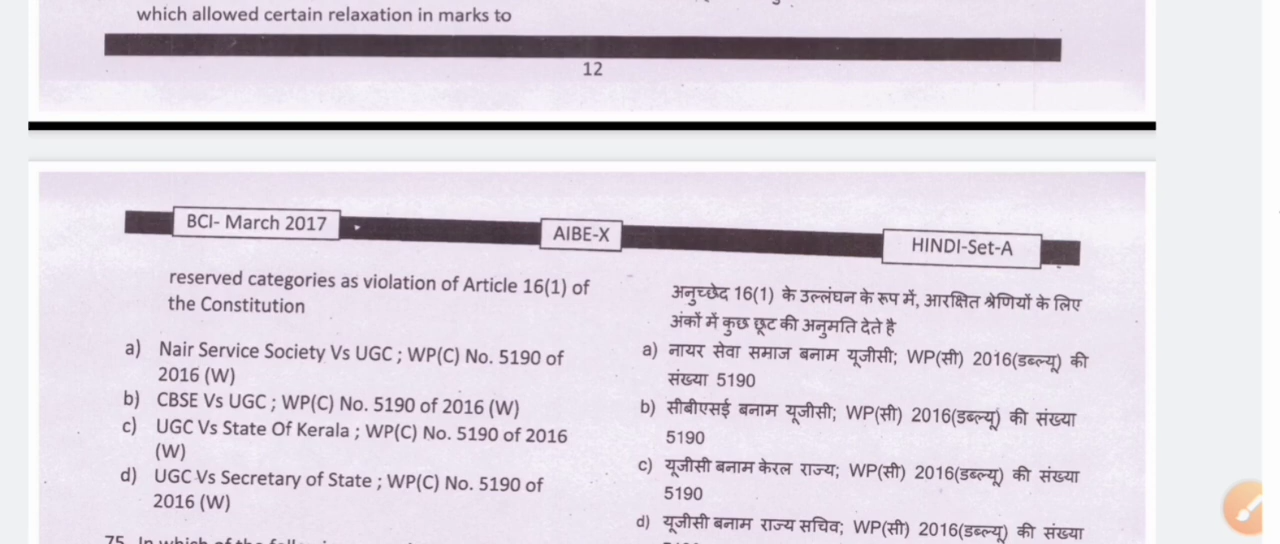 which allowed certain relaxation in marks to
12
BCI- March 2017
AIBE-X
HINDI-Set-A
reserved categories as violation of Article 16(1) of
the Constitution
a) Nair Service Society Vs UGC ; WP(C) No. 5190 of
2016 (W)
b) CBSE Vs UGC ; WP(C) No. 5190 of 2016 (W)
c) UGC Vs State Of Kerala ; WP(C) No. 5190 of 2016
(W)
d) UGC Vs Secretary of State ; WP(C) No. 5190 of
2016 (W)
75. In which of the
अनुच्छेद 16(1) के उल्लंघन के रूप में, आरक्षित श्रेणियों के लिए
अंकों में कुछ छूट की अनुमति देते है
a) नायर सेवा समाज बनाम यूजीसी; WP(सी) 2016(डब्ल्यू) की
संख्या 5190
b) सीबीएसई बनाम यूजीसी; WP(सी) 2016(डब्ल्यू) की संख्या
5190
c) यूजीसी बनाम केरल राज्य; WP(सी) 2016(डब्ल्यू) की संख्या
5190
d) यूजीसी बनाम राज्य सचिव; WP(सी) 2016(डब्ल्यू) की संख्या